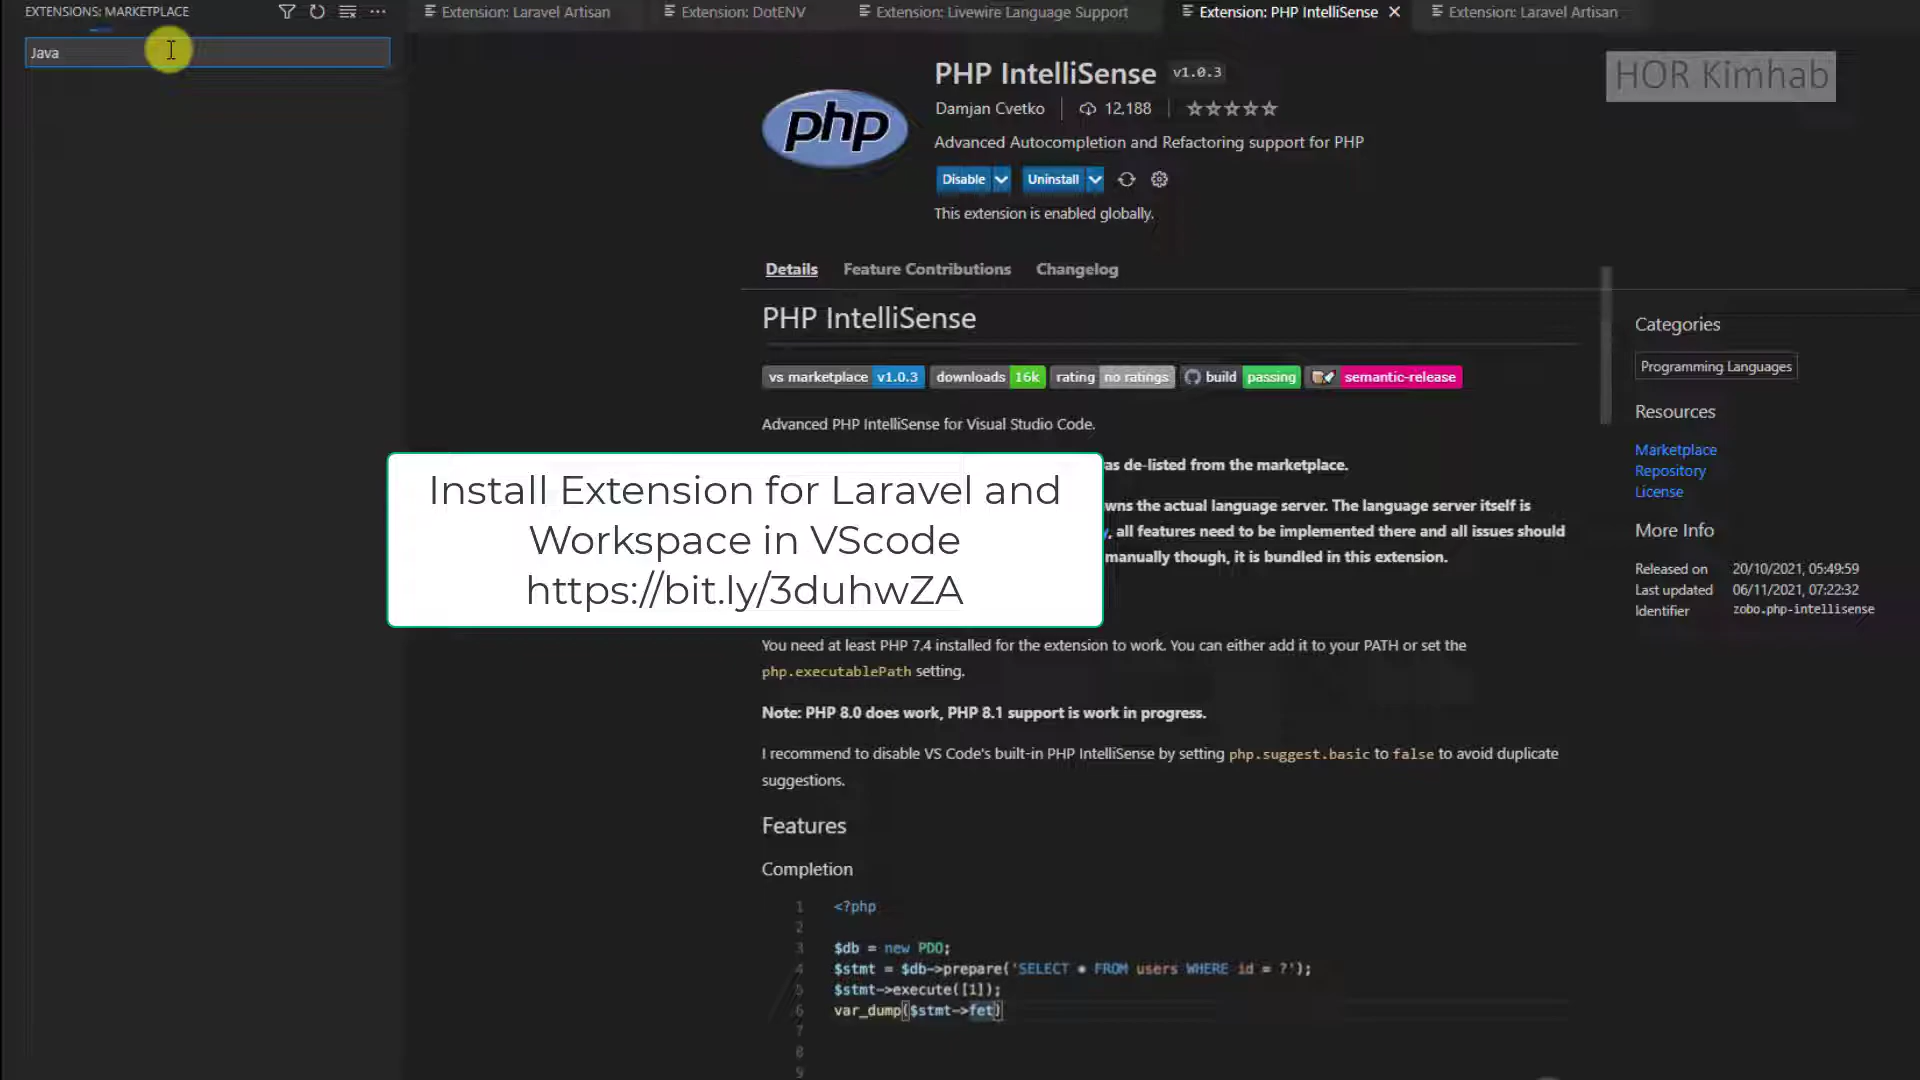 EXTENSIONS: MARKETPLACE
Extension: Laravel Artisan
Extension: DotENV
Extension: Livewire Language Support
Extension: PHP IntelliSense
Extension: Laravel Artisan
Java
HOR Kimhab
php
PHP IntelliSense v1.0.3
Damjan Cvetko 12,188
Advanced Autocompletion and Refactoring support for PHP
Disable Uninstall
This extension is enabled globally.
Details Feature Contributions Changelog
PHP IntelliSense
vs marketplace v1.0.3 downloads 16k rating no ratings build passing semantic-release
Advanced PHP IntelliSense for Visual Studio Code.
as de-listed from the marketplace.
wns the actual language server. The language server itself is
, all features need to be implemented there and all issues should
manually though, it is bundled in this extension.
Install Extension for Laravel and
Workspace in VScode
https://bit.ly/3duhwZA
You need at least PHP 7.4 installed for the extension to work. You can either add it to your PATH or set the
php.executablePath setting.
Note: PHP 8.0 does work, PHP 8.1 support is work in progress.
I recommend to disable VS Code's built-in PHP IntelliSense by setting php.suggest.basic to false to avoid duplicate
suggestions.
Features
Completion
1 <?php
2
3 $db = new PDO;
4 $stmt = $db->prepare('SELECT * FROM users WHERE id = ?');
5 $stmt->execute([1]);
6 var_dump($stmt->fet)
7
8
9
Categories
Programming Languages
Resources
Marketplace
Repository
License
More Info
Released on 20/10/2021, 05:49:59
Last updated 06/11/2021, 07:22:32
Identifier zobo.php-intellisense